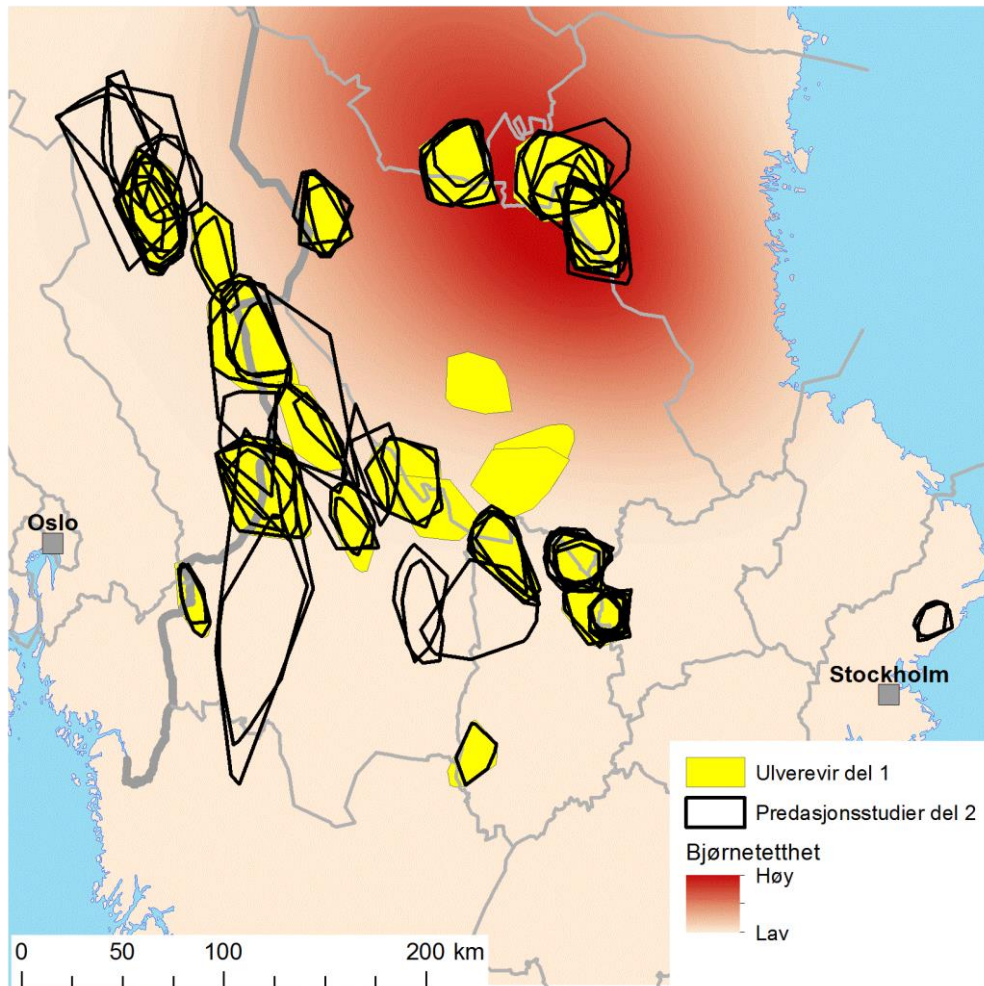 Oslo
Stockholm
Ulverevir del 1
Predasjonsstudier del 2
Bjørnetetthet
Høy
Lav
0 50 100 200 km